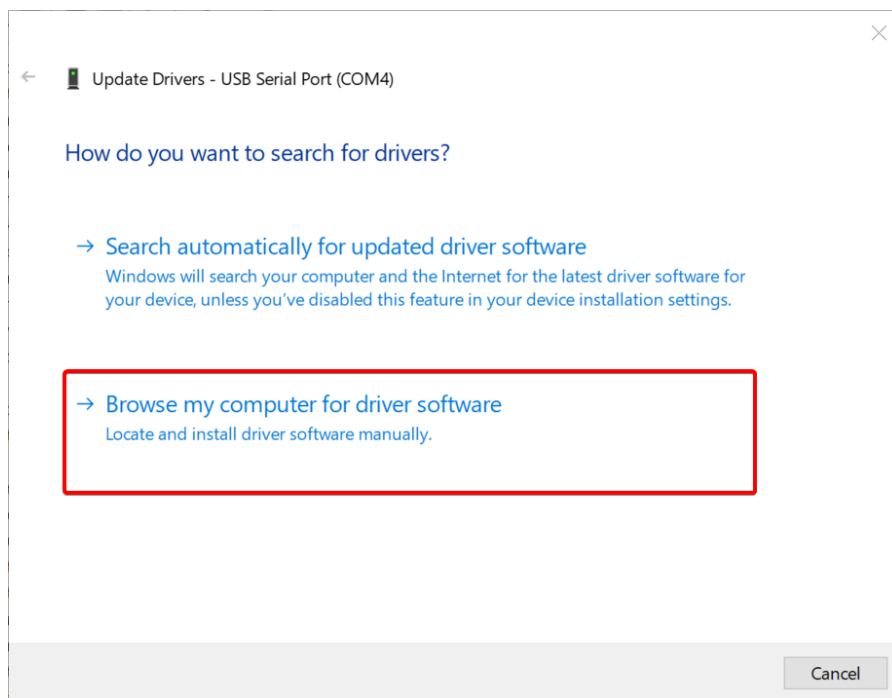 Update Drivers - USB Serial Port (COM4)
How do you want to search for drivers?
Search automatically for updated driver software
Windows will search your computer and the Internet for the latest driver software for
your device, unless you've disabled this feature in your device installation settings.
Browse my computer for driver software
Locate and install driver software manually.
Cancel